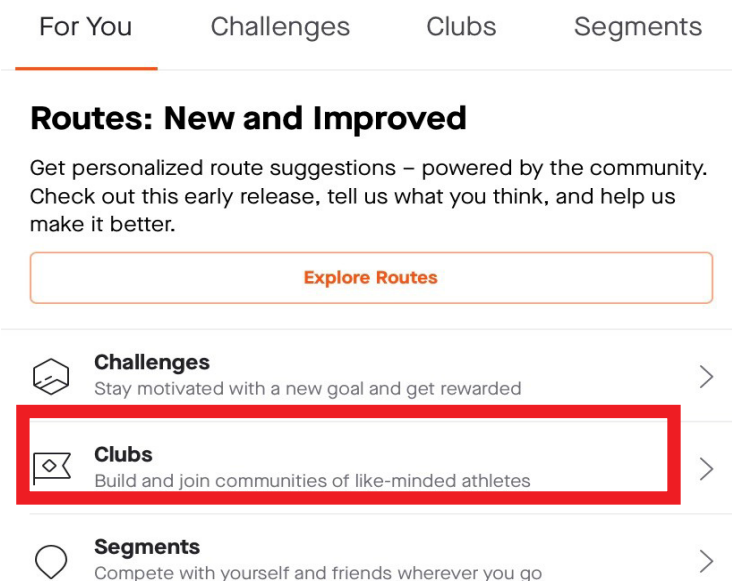 For You Challenges Clubs Segments
Routes: New and Improved
Get personalized route suggestions – powered by the community.
Check out this early release, tell us what you think, and help us
make it better.
Explore Routes
Challenges
Stay motivated with a new goal and get rewarded
Clubs
Build and join communities of like-minded athletes
Segments
Compete with yourself and friends wherever you go